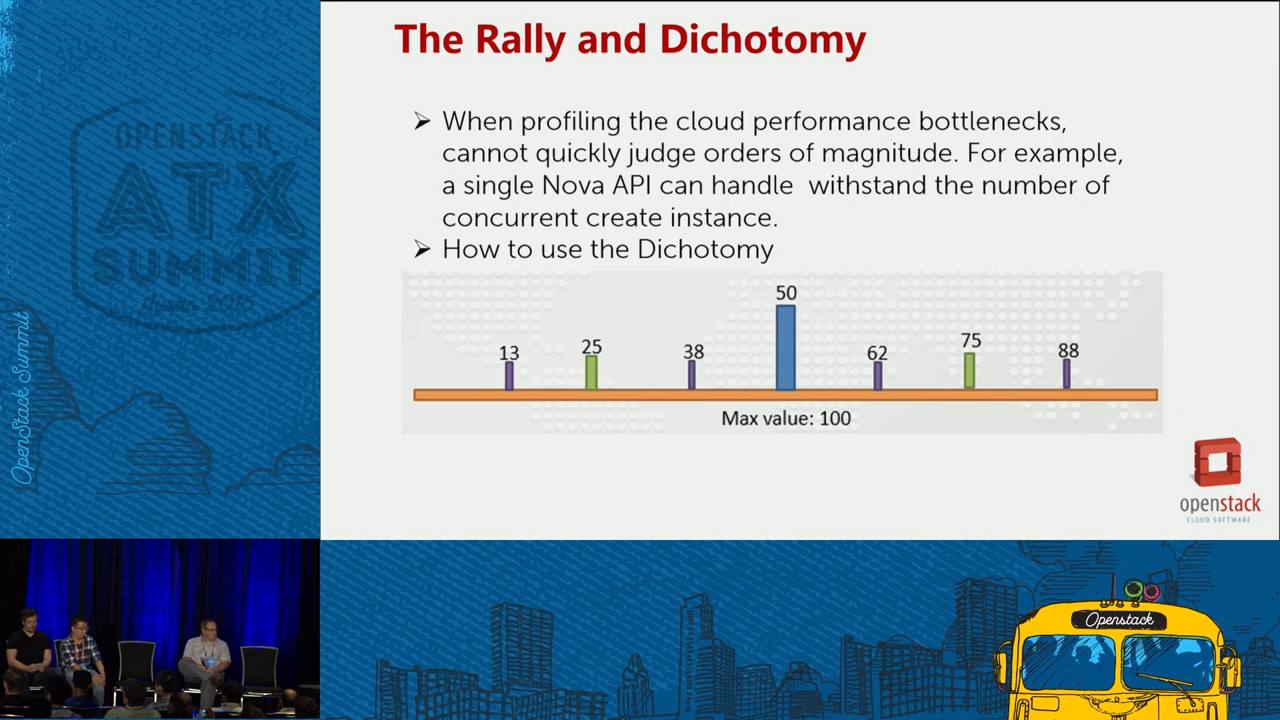 The Rally and Dichotomy
➤ When profiling the cloud performance bottlenecks,
cannot quickly judge orders of magnitude. For example,
a single Nova API can handle  withstand the number of
concurrent create instance.
➤ How to use the Dichotomy
13
25
38
50
62
75
88
Max value: 100
openstack
CLOUD SOFTWARE
OPENSTACK
ATX
SUMMIT
Austin 2016
OpenStack Summit
Openstack